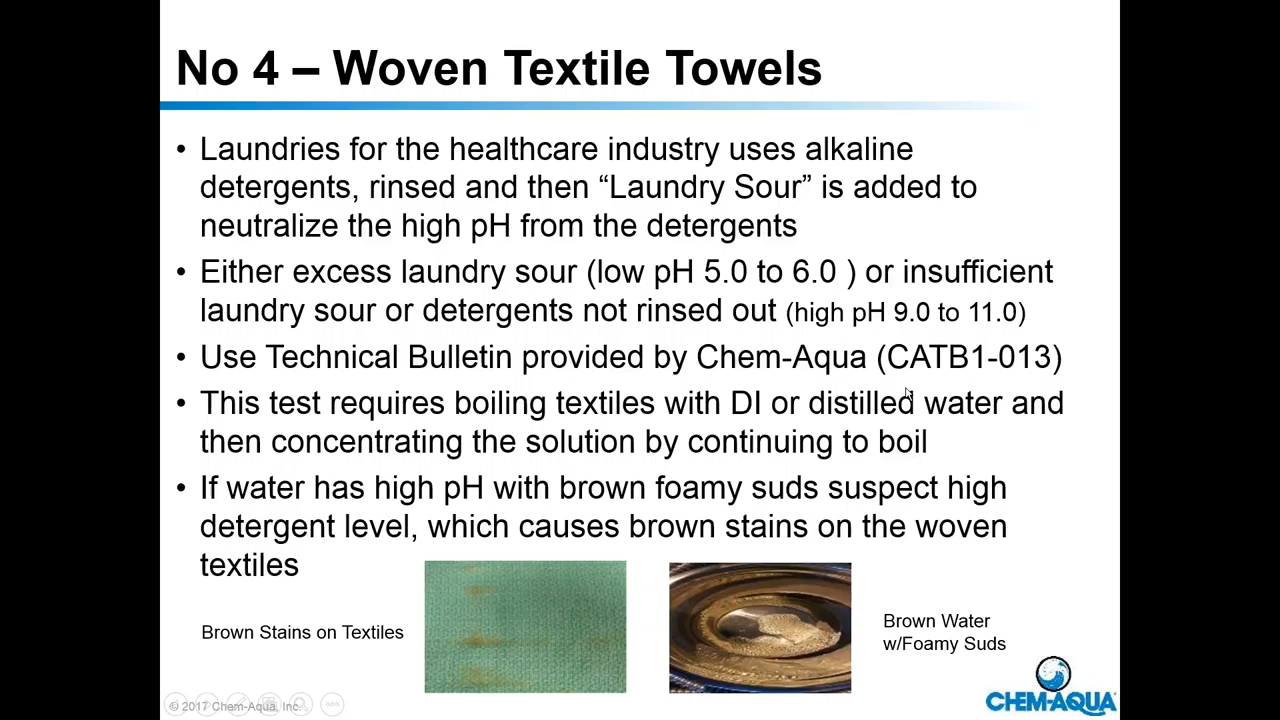 No 4 – Woven Textile Towels
• Laundries for the healthcare industry uses alkaline
detergents, rinsed and then “Laundry Sour” is added to
neutralize the high pH from the detergents
• Either excess laundry sour (low pH 5.0 to 6.0 ) or insufficient
laundry sour or detergents not rinsed out (high pH 9.0 to 11.0)
• Use Technical Bulletin provided by Chem-Aqua (CATB1-013)
• This test requires boiling textiles with DI or distilled water and
then concentrating the solution by continuing to boil
• If water has high pH with brown foamy suds suspect high
detergent level, which causes brown stains on the woven
textiles
Brown Stains on Textiles
Brown Water
w/Foamy Suds
CHEM-AQUA
© 2017 Chem-Aqua, Inc.